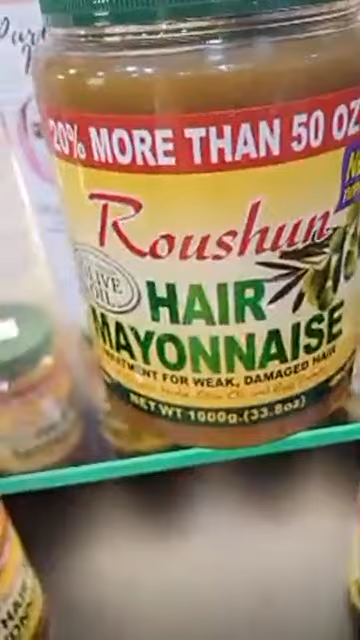 20% MORE THAN 50 OZ
Roushun
OLIVE
OIL
HAIR
MAYONNAISE
TREATMENT FOR WEAK, DAMAGED HAIR
NET WT 1000g.(33.8oz)
HAIR